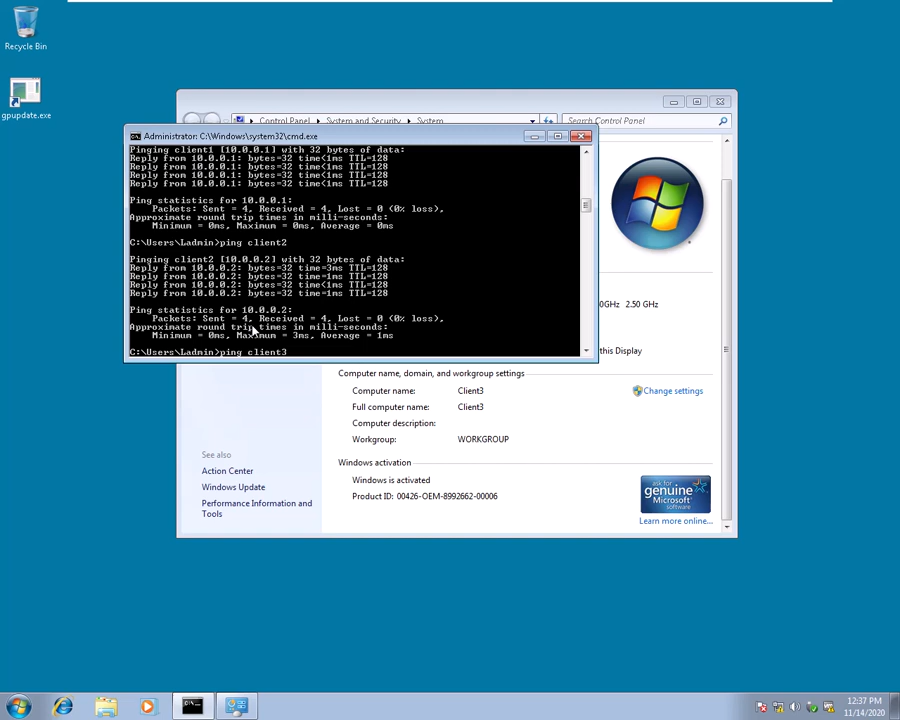 Recycle Bin
gpupdate.exe
Control Panel
System and Security
System
Search Control Panel
Administrator: C:\Windows\system32\cmd.exe
Pinging client1 [10.0.0.1] with 32 bytes of data:
Reply from 10.0.0.1: bytes=32 time<1ms TTL=128
Reply from 10.0.0.1: bytes=32 time<1ms TTL=128
Reply from 10.0.0.1: bytes=32 time<1ms TTL=128
Reply from 10.0.0.1: bytes=32 time<1ms TTL=128
Ping statistics for 10.0.0.1:
Packets: Sent = 4, Received = 4, Lost = 0 (0% loss),
Approximate round trip times in milli-seconds:
Minimum = 0ms, Maximum = 0ms, Average = 0ms
C:\Users\Ladmin>ping client2
Pinging client2 [10.0.0.2] with 32 bytes of data:
Reply from 10.0.0.2: bytes=32 time=3ms TTL=128
Reply from 10.0.0.2: bytes=32 time=1ms TTL=128
Reply from 10.0.0.2: bytes=32 time<1ms TTL=128
Reply from 10.0.0.2: bytes=32 time=1ms TTL=128
Ping statistics for 10.0.0.2:
Packets: Sent = 4, Received = 4, Lost = 0 (0% loss),
Approximate round trip times in milli-seconds:
Minimum = 0ms, Maximum = 3ms, Average = 1ms
C:\Users\Ladmin>ping client3
0GHz 2.50 GHz
this Display
Computer name, domain, and workgroup settings
Computer name: Client3
Change settings
Full computer name: Client3
Computer description:
Workgroup: WORKGROUP
See also
Action Center
Windows Update
Performance Information and
Tools
Windows activation
Windows is activated
Product ID: 00426-OEM-8992662-00006
ask for
genuine
Microsoft
software
Learn more online...
12:37 PM
11/14/2020